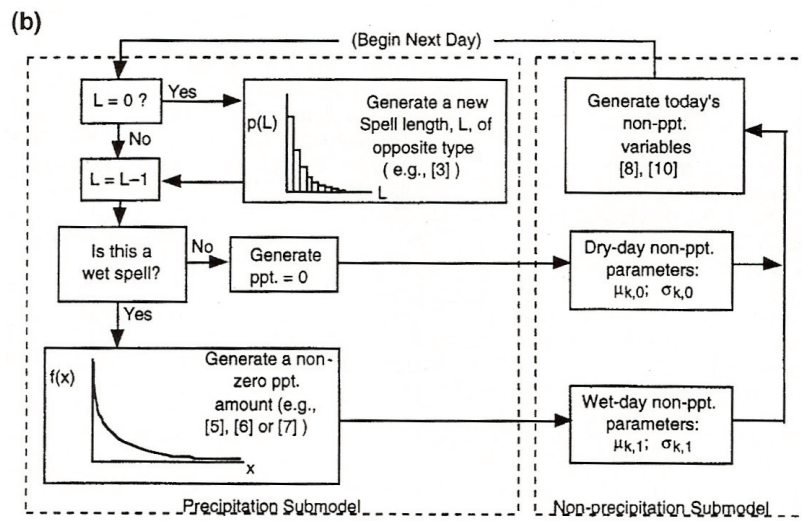 (b)
(Begin Next Day)
L = 0 ?
Yes
No
p(L)
L
Generate a new
Spell length, L, of
opposite type
( e.g., [3] )
L = L–1
Is this a
wet spell?
No
Generate
ppt. = 0
Yes
f(x)
x
Generate a non-
zero ppt.
amount (e.g.,
[5], [6] or [7] )
Precipitation Submodel
Generate today's
non-ppt.
variables
[8], [10]
Dry-day non-ppt.
parameters:
μk,0; σk,0
Wet-day non-ppt.
parameters:
μk,1; σk,1
Non-precipitation Submodel